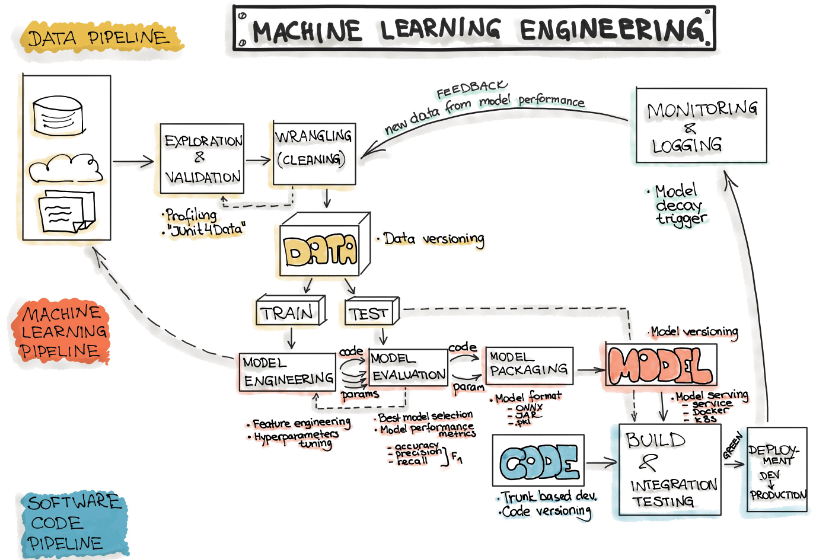 DATA PIPELINE
MACHINE LEARNING ENGINEERING
FEEDBACK
new data from model performance
MONITORING
&
LOGGING
· Model
decay
trigger
EXPLORATION
&
VALIDATION
WRANGLING
(CLEANING)
· Profiling
· "JUnit4Data"
DATA
· Data versioning
TRAIN
TEST
MACHINE
LEARNING
PIPELINE
MODEL
ENGINEERING
code
params
MODEL
EVALUATION
code
param
MODEL
PACKAGING
· Model versioning
MODEL
· Feature engineering
· Hyperparameters
tuning
· Best model selection
· Model performance
metrics
- accuracy
- precision
- recall
F1
· Model format
- ONNX
- JAR
- .pkl
· Model serving
- service
- Docker
- K8s
CODE
· Trunk based dev.
· Code versioning
BUILD
&
INTEGRATION
TESTING
GREEN
DEPLOY-
MENT
DEV
PRODUCTION
SOFTWARE
CODE
PIPELINE